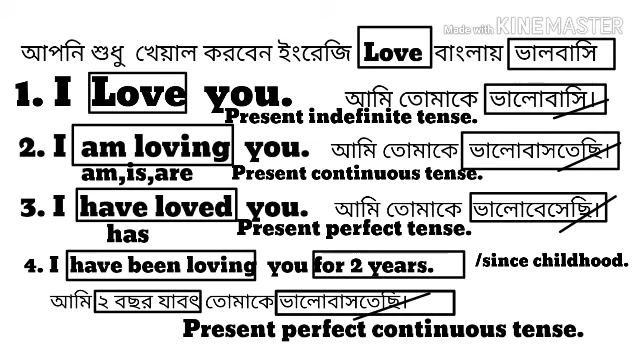 Made with KINEMASTER
আপনি শুধু খেয়াল করবেন ইংরেজি Love বাংলায় ভালবাসি
1. I Love you. আমি তোমাকে ভালোবাসি।
Present indefinite tense.
2. I am loving you. আমি তোমাকে ভালোবাসতেছি।
am,is,are Present continuous tense.
3. I have loved you. আমি তোমাকে ভালোবেসেছি।
has Present perfect tense.
4. I have been loving you for 2 years. /since childhood.
আমি ২ বছর যাবৎ তোমাকে ভালোবাসতেছি।
Present perfect continuous tense.